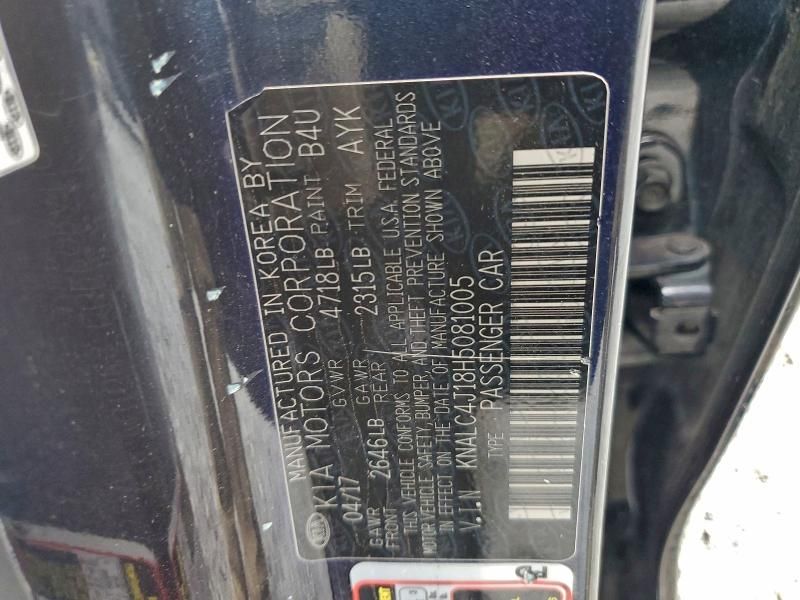 MANUFACTURED IN KOREA BY
KIA KIA MOTORS CORPORATION
04/17 GVWR 4718LB PAINT B4U
GAWR FRONT 2646LB GAWR REAR 2315LB TRIM AYK
THIS VEHICLE CONFORMS TO ALL APPLICABLE U.S.A. FEDERAL
MOTOR VEHICLE SAFETY, BUMPER, AND THEFT PREVENTION STANDARDS
IN EFFECT ON THE DATE OF MANUFACTURE SHOWN ABOVE
V.I.N KNALC4J18H5081005
TYPE : PASSENGER CAR